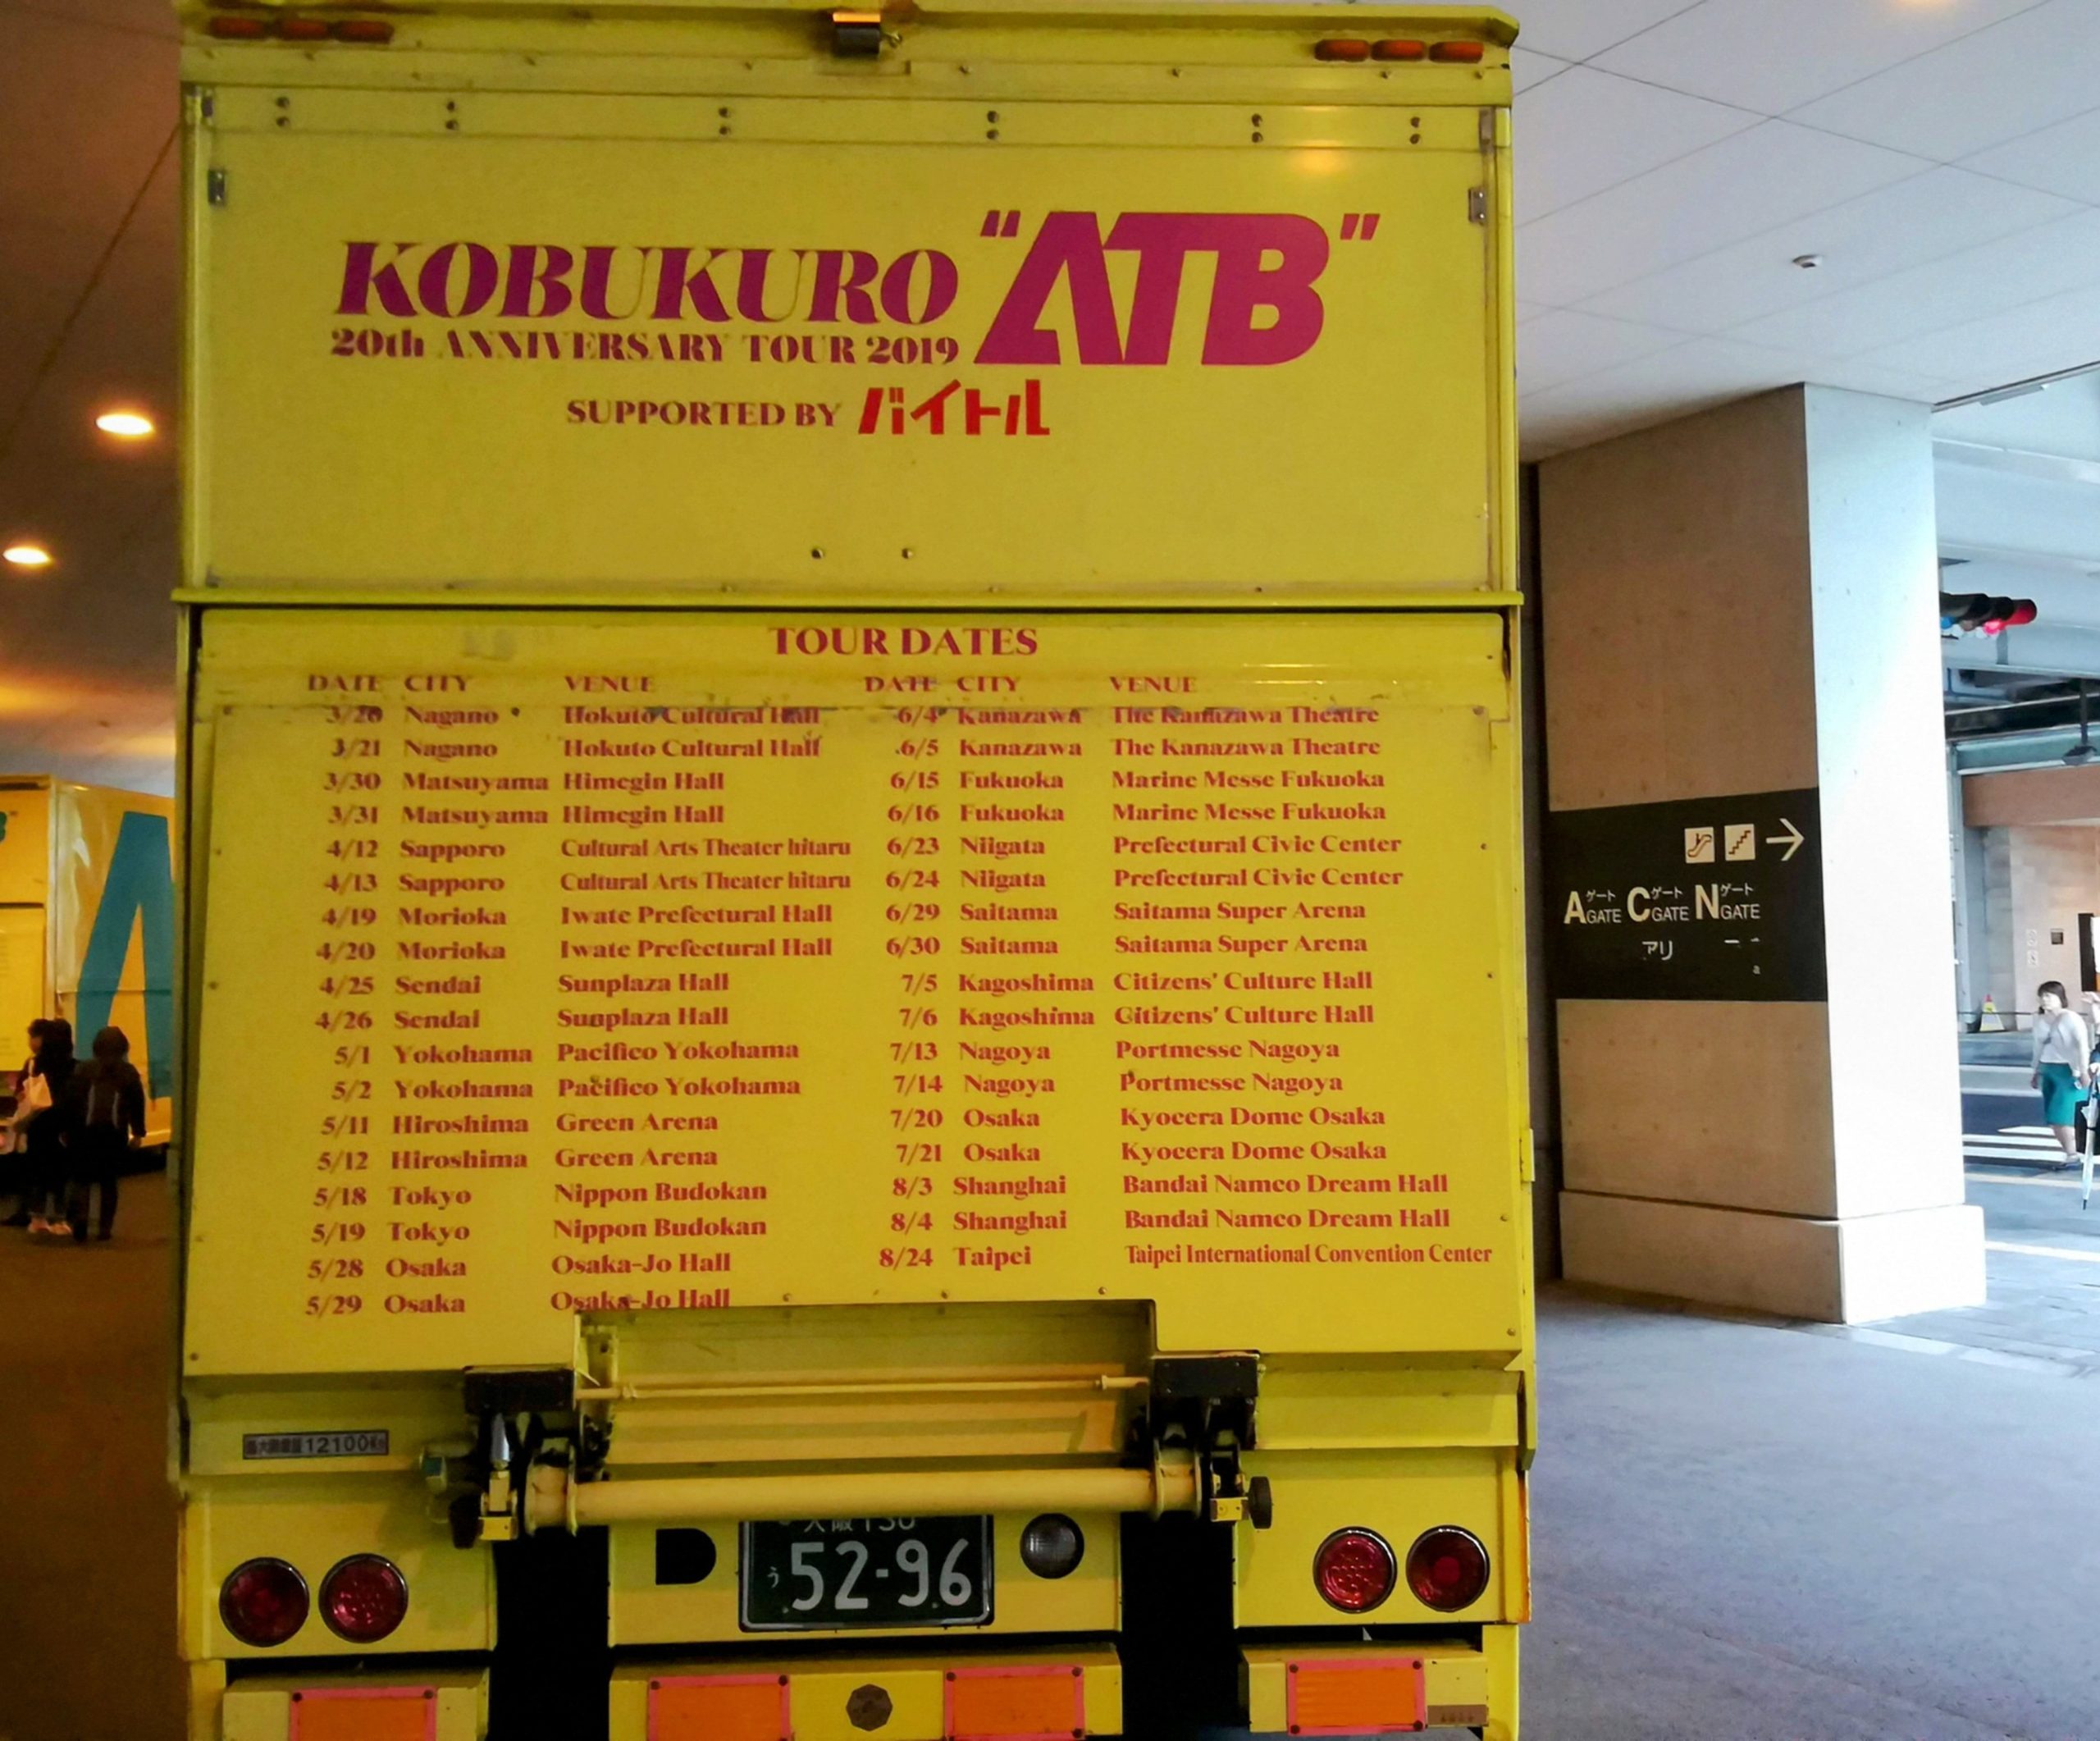 KOBUKURO "ATB"
20th ANNIVERSARY TOUR 2019
SUPPORTED BY バイトル
TOUR DATES
DATE CITY VENUE
3/20 Nagano Hokuto Cultural Hall
3/21 Nagano Hokuto Cultural Hall
3/30 Matsuyama Himegin Hall
3/31 Matsuyama Himegin Hall
4/12 Sapporo Cultural Arts Theater hitaru
4/13 Sapporo Cultural Arts Theater hitaru
4/19 Morioka Iwate Prefectural Hall
4/20 Morioka Iwate Prefectural Hall
4/25 Sendai Sunplaza Hall
4/26 Sendai Sunplaza Hall
5/1 Yokohama Pacifico Yokohama
5/2 Yokohama Pacifico Yokohama
5/11 Hiroshima Green Arena
5/12 Hiroshima Green Arena
5/18 Tokyo Nippon Budokan
5/19 Tokyo Nippon Budokan
5/28 Osaka Osaka-Jo Hall
5/29 Osaka Osaka-Jo Hall
DATE CITY VENUE
6/4 Kanazawa The Kanazawa Theatre
6/5 Kanazawa The Kanazawa Theatre
6/15 Fukuoka Marine Messe Fukuoka
6/16 Fukuoka Marine Messe Fukuoka
6/23 Niigata Prefectural Civic Center
6/24 Niigata Prefectural Civic Center
6/29 Saitama Saitama Super Arena
6/30 Saitama Saitama Super Arena
7/5 Kagoshima Citizens' Culture Hall
7/6 Kagoshima Citizens' Culture Hall
7/13 Nagoya Portmesse Nagoya
7/14 Nagoya Portmesse Nagoya
7/20 Osaka Kyocera Dome Osaka
7/21 Osaka Kyocera Dome Osaka
8/3 Shanghai Bandai Namco Dream Hall
8/4 Shanghai Bandai Namco Dream Hall
8/24 Taipei Taipei International Convention Center
12100Kg
大阪 130
う 52-96
Aゲート GATE Cゲート GATE Nゲート GATE
アリ